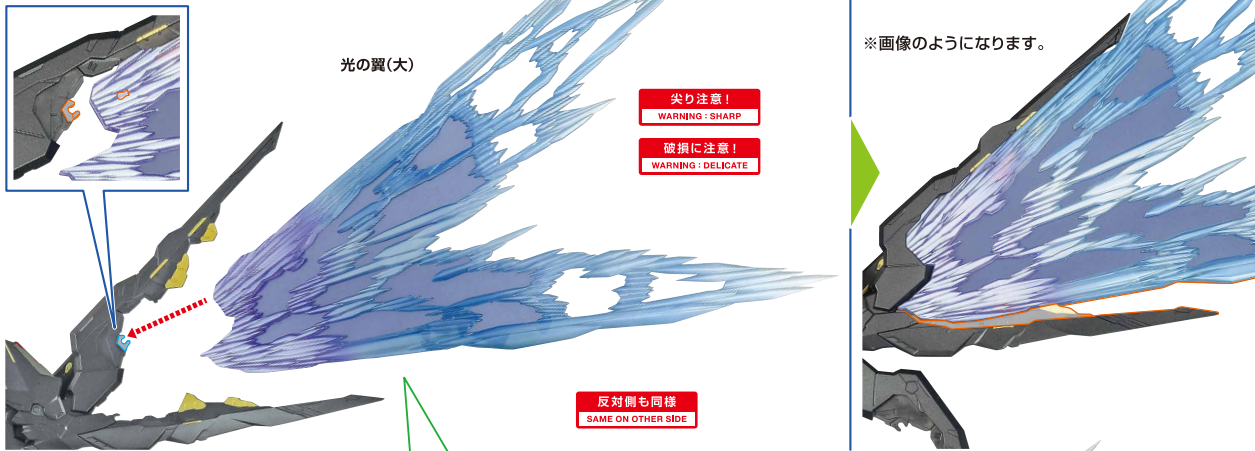 光の翼(大)
尖り注意！
WARNING : SHARP
破損に注意！
WARNING : DELICATE
反対側も同様
SAME ON OTHER SIDE
※画像のようになります。